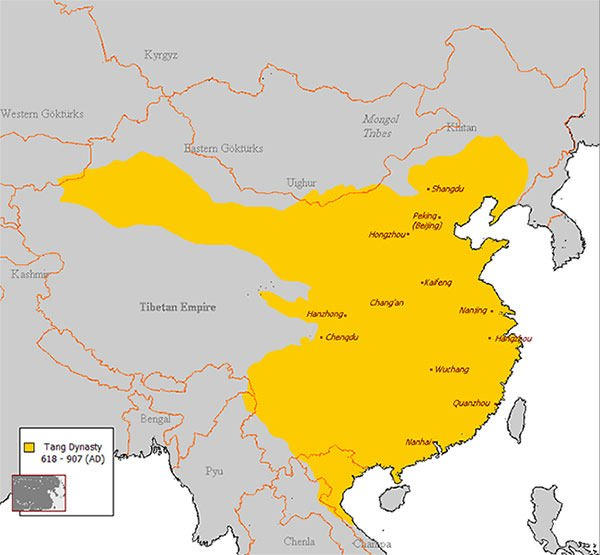 Kyrgyz
Western Göktürks
Mongol
Tribes
Khitan
Eastern Göktürks
Uighur
Shangdu
Peking
(Beijing)
Hongzhou
Kashmir
Kaifeng
Chang'an
Tibetan Empire
Hanzhong
Nanjing
Chengdu
Hangzhou
Wuchang
Quanzhou
Bengal
Nanhai
Tang Dynasty
618 - 907 (AD)
Pyu
Chenla
Champa